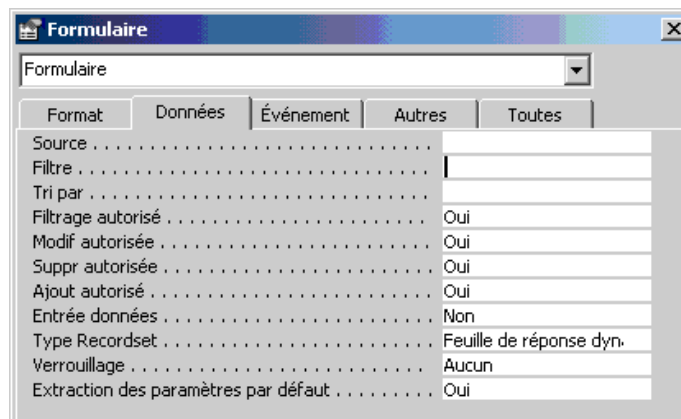 Formulaire
Formulaire
Format Données Événement Autres Toutes
Source . . . . . . . . . . . . . . . . . . . . . . . . . . . . . .
Filtre . . . . . . . . . . . . . . . . . . . . . . . . . . . . . . .
Tri par . . . . . . . . . . . . . . . . . . . . . . . . . . . . . .
Filtrage autorisé . . . . . . . . . . . . . . . . . . . . . . . Oui
Modif autorisée . . . . . . . . . . . . . . . . . . . . . . . . Oui
Suppr autorisée . . . . . . . . . . . . . . . . . . . . . . . . Oui
Ajout autorisé . . . . . . . . . . . . . . . . . . . . . . . . . Oui
Entrée données . . . . . . . . . . . . . . . . . . . . . . . . Non
Type Recordset . . . . . . . . . . . . . . . . . . . . . . . . Feuille de réponse dyn
Verrouillage . . . . . . . . . . . . . . . . . . . . . . . . . . Aucun
Extraction des paramètres par défaut . . . . . . . . . Oui